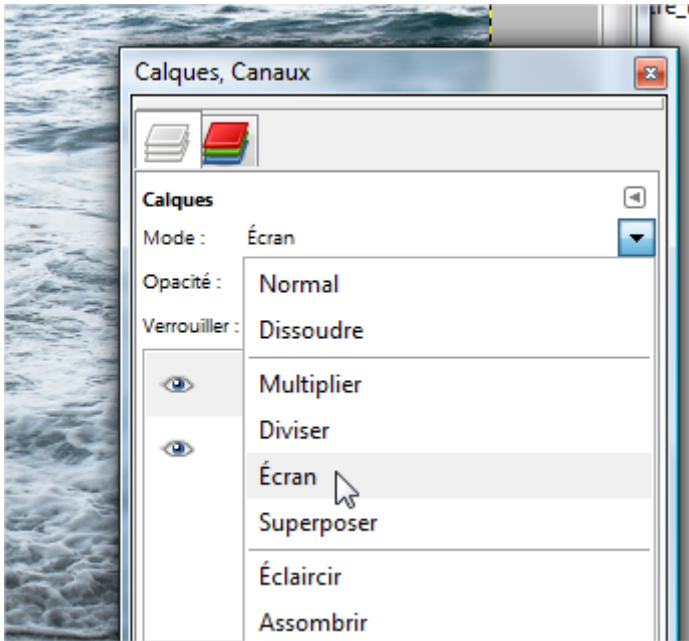 Calques, Canaux
Calques
Mode : Écran
Opacité :
Verrouiller :
Normal
Dissoudre
Multiplier
Diviser
Écran
Superposer
Éclaircir
Assombrir